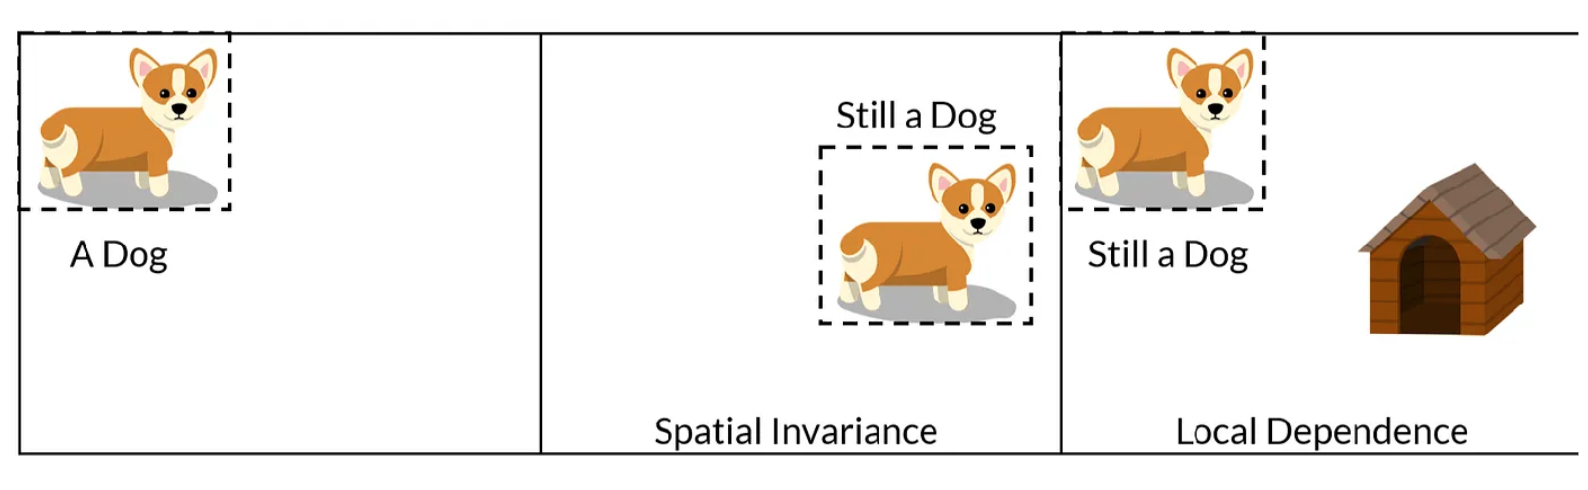 A Dog
Still a Dog
Spatial Invariance
Still a Dog
Local Dependence